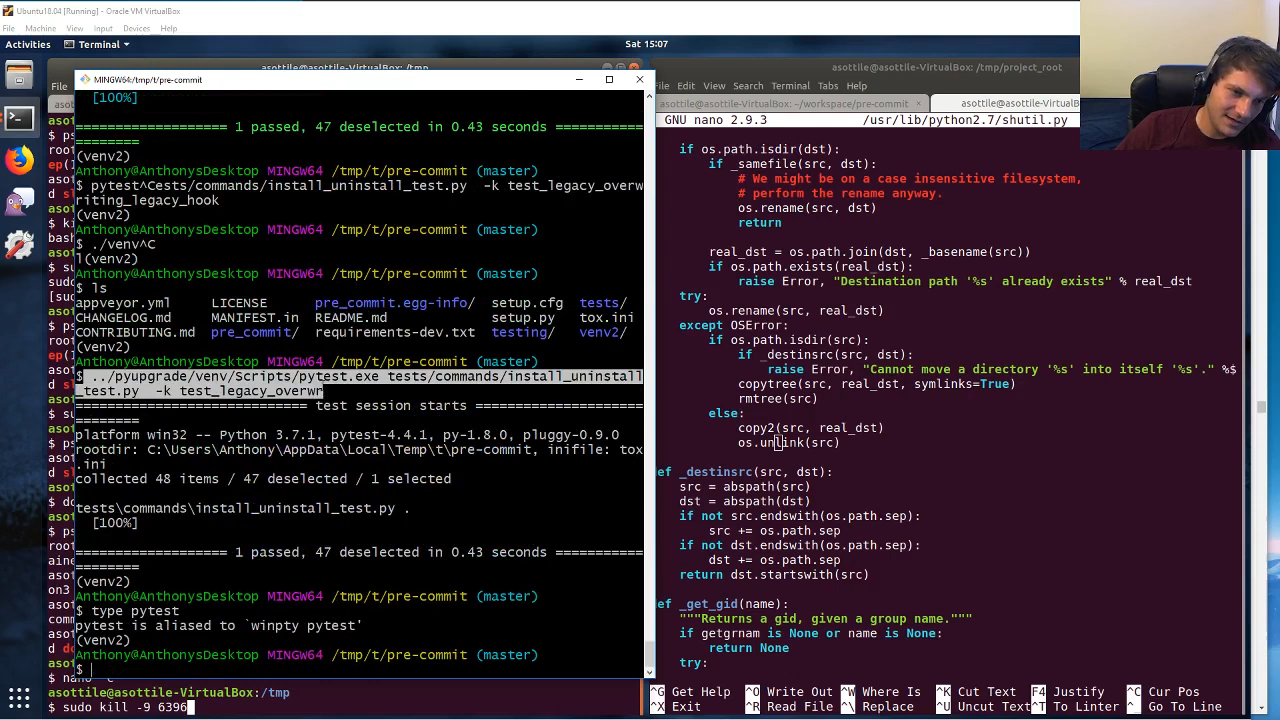 Ubuntu18.04 [Running] - Oracle VM VirtualBox
File Machine View Input Devices Help
Activities Terminal Sat 15:07
MINGW64:/tmp/t/pre-commit
[100%]
=================== 1 passed, 47 deselected in 0.43 seconds ===================
(venv2)
Anthony@AnthonysDesktop MINGW64 /tmp/t/pre-commit (master)
$ pytest^Cests/commands/install_uninstall_test.py -k test_legacy_overw
riting_legacy_hook
(venv2)
Anthony@AnthonysDesktop MINGW64 /tmp/t/pre-commit (master)
$ ./venv^C
l(venv2)
Anthony@AnthonysDesktop MINGW64 /tmp/t/pre-commit (master)
$ ls
appveyor.yml LICENSE pre_commit.egg-info/ setup.cfg tests/
CHANGELOG.md MANIFEST.in README.md setup.py tox.ini
CONTRIBUTING.md pre_commit/ requirements-dev.txt testing/ venv2/
(venv2)
Anthony@AnthonysDesktop MINGW64 /tmp/t/pre-commit (master)
$ ../pyupgrade/venv/Scripts/pytest.exe tests/commands/install_uninstall
_test.py -k test_legacy_overwr
============================ test session starts =====================
========
platform win32 -- Python 3.7.1, pytest-4.4.1, py-1.8.0, pluggy-0.9.0
rootdir: C:\Users\Anthony\AppData\Local\Temp\t\pre-commit, inifile: tox
.ini
collected 48 items / 47 deselected / 1 selected
tests\commands\install_uninstall_test.py .
[100%]
=================== 1 passed, 47 deselected in 0.43 seconds ============
========
(venv2)
Anthony@AnthonysDesktop MINGW64 /tmp/t/pre-commit (master)
$ type pytest
pytest is aliased to `winpty pytest'
(venv2)
Anthony@AnthonysDesktop MINGW64 /tmp/t/pre-commit (master)
$
asottile@asottile-VirtualBox:/tmp
$ sudo kill -9 6396
asottile@asottile-VirtualBox: /tmp/project_root
File Edit View Search Terminal Tabs Help
asottile@asottile-VirtualBox: ~/workspace/pre-commit
GNU nano 2.9.3 /usr/lib/python2.7/shutil.py
if os.path.isdir(dst):
if _samefile(src, dst):
# We might be on a case insensitive filesystem,
# perform the rename anyway.
os.rename(src, dst)
return
real_dst = os.path.join(dst, _basename(src))
if os.path.exists(real_dst):
raise Error, "Destination path '%s' already exists" % real_dst
try:
os.rename(src, real_dst)
except OSError:
if os.path.isdir(src):
if _destinsrc(src, dst):
raise Error, "Cannot move a directory '%s' into itself '%s'." %$
copytree(src, real_dst, symlinks=True)
rmtree(src)
else:
copy2(src, real_dst)
os.unlink(src)
ef _destinsrc(src, dst):
src = abspath(src)
dst = abspath(dst)
if not src.endswith(os.path.sep):
src += os.path.sep
if not dst.endswith(os.path.sep):
dst += os.path.sep
return dst.startswith(src)
ef _get_gid(name):
"""Returns a gid, given a group name."""
if getgrnam is None or name is None:
return None
try:
^G Get Help ^O Write Out ^W Where Is ^K Cut Text F4 Justify ^C Cur Pos
^X Exit ^R Read File ^\ Replace ^U Uncut Text ^T To Linter ^_ Go To Line